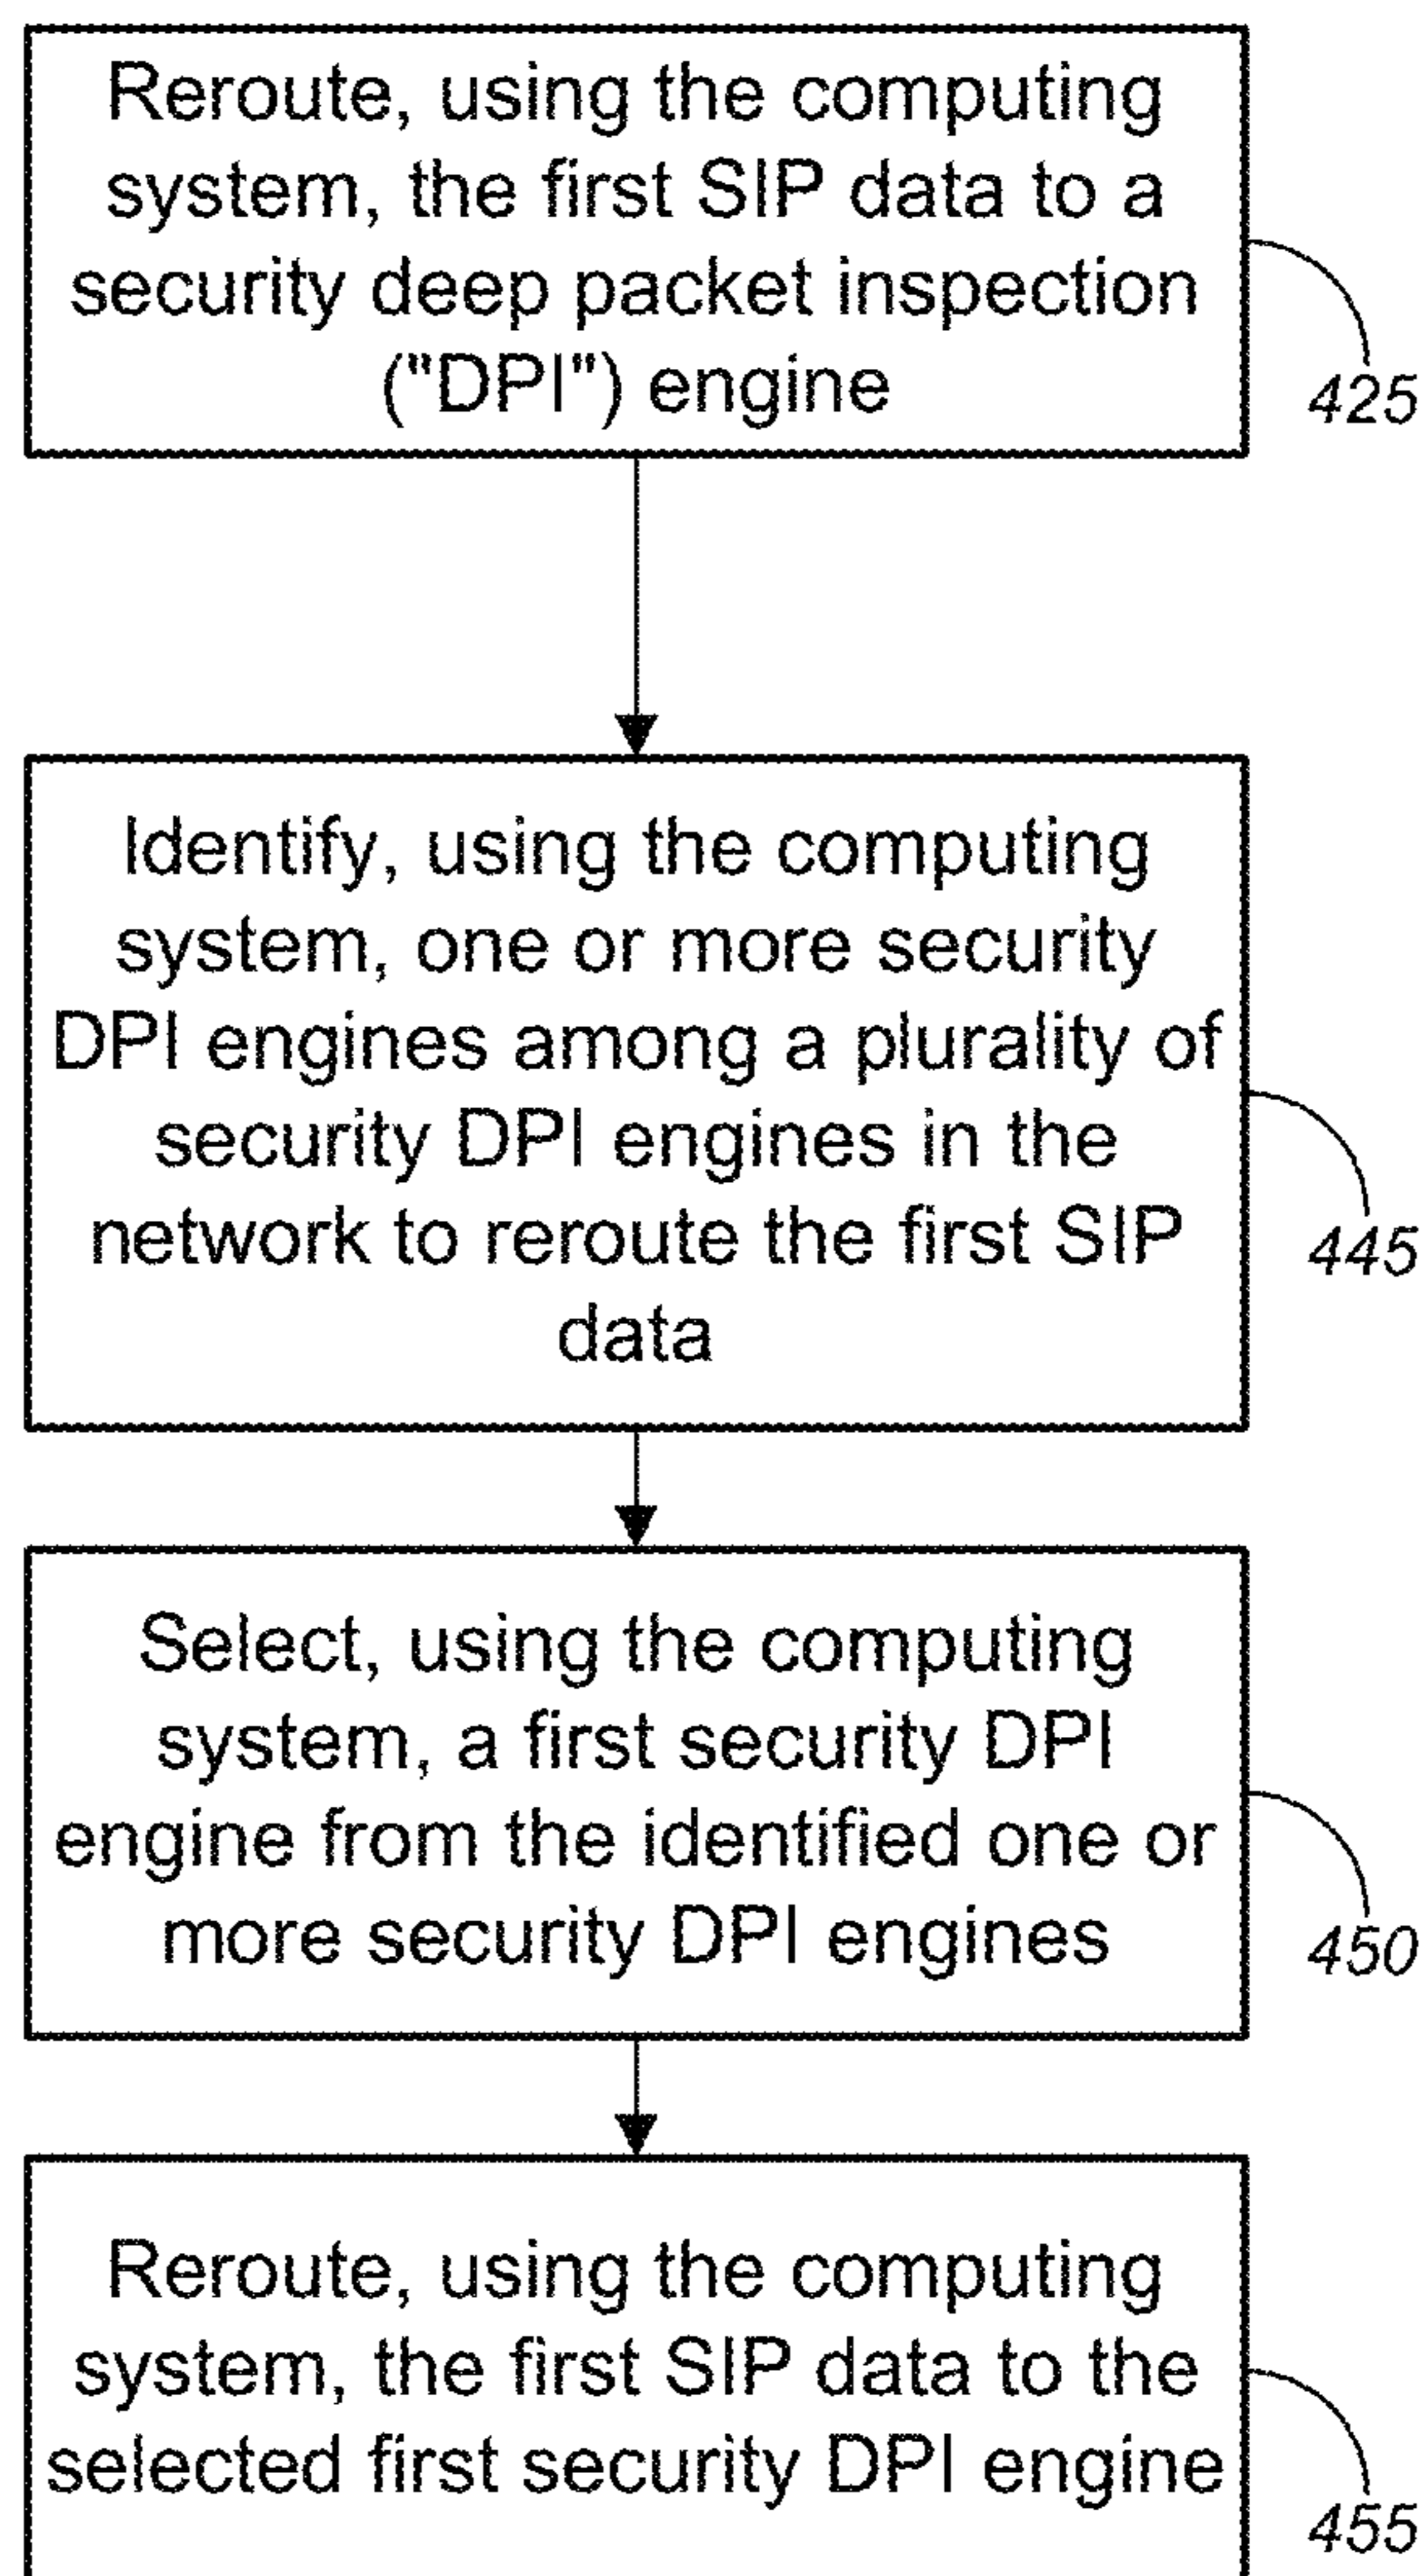 Reroute, using the computing
system, the first SIP data to a
security deep packet inspection
("DPI") engine
425
Identify, using the computing
system, one or more security
DPI engines among a plurality of
security DPI engines in the
network to reroute the first SIP
data
445
Select, using the computing
system, a first security DPI
engine from the identified one or
more security DPI engines
450
Reroute, using the computing
system, the first SIP data to the
selected first security DPI engine
455